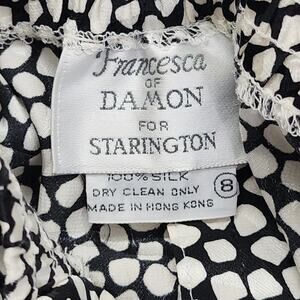 Francesca
OF
DAMON
FOR
STARINGTON
100% SILK
DRY CLEAN ONLY
MADE IN HONG KONG
8